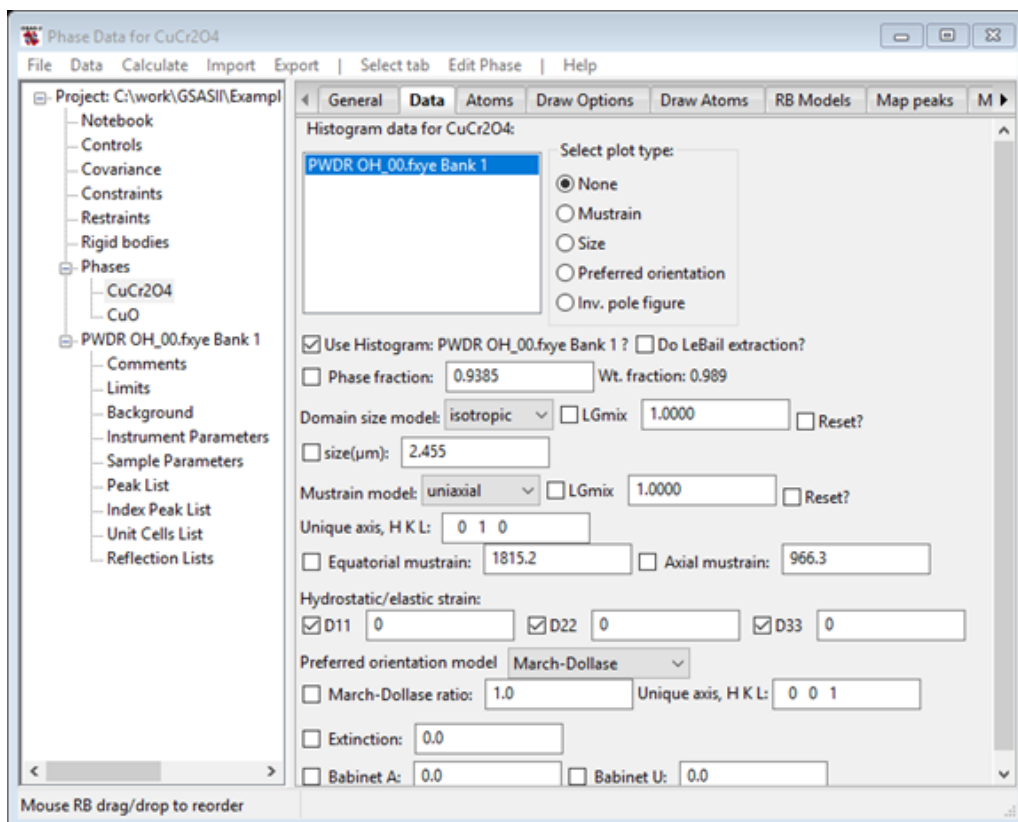 Phase Data for CuCr2O4
File Data Calculate Import Export | Select tab Edit Phase | Help
Project: C:\work\GSASII\Exampl
Notebook
Controls
Covariance
Constraints
Restraints
Rigid bodies
Phases
CuCr2O4
CuO
PWDR OH_00.fxye Bank 1
Comments
Limits
Background
Instrument Parameters
Sample Parameters
Peak List
Index Peak List
Unit Cells List
Reflection Lists
General Data Atoms Draw Options Draw Atoms RB Models Map peaks M
Histogram data for CuCr2O4:
PWDR OH_00.fxye Bank 1
Select plot type:
None
Mustrain
Size
Preferred orientation
Inv. pole figure
Use Histogram: PWDR OH_00.fxye Bank 1 ? Do LeBail extraction?
Phase fraction: 0.9385 Wt. fraction: 0.989
Domain size model: isotropic LGmix 1.0000 Reset?
size(μm): 2.455
Mustrain model: uniaxial LGmix 1.0000 Reset?
Unique axis, H K L: 0 1 0
Equatorial mustrain: 1815.2 Axial mustrain: 966.3
Hydrostatic/elastic strain:
D11 0 D22 0 D33 0
Preferred orientation model March-Dollase
March-Dollase ratio: 1.0 Unique axis, H K L: 0 0 1
Extinction: 0.0
Babinet A: 0.0 Babinet U: 0.0
Mouse RB drag/drop to reorder